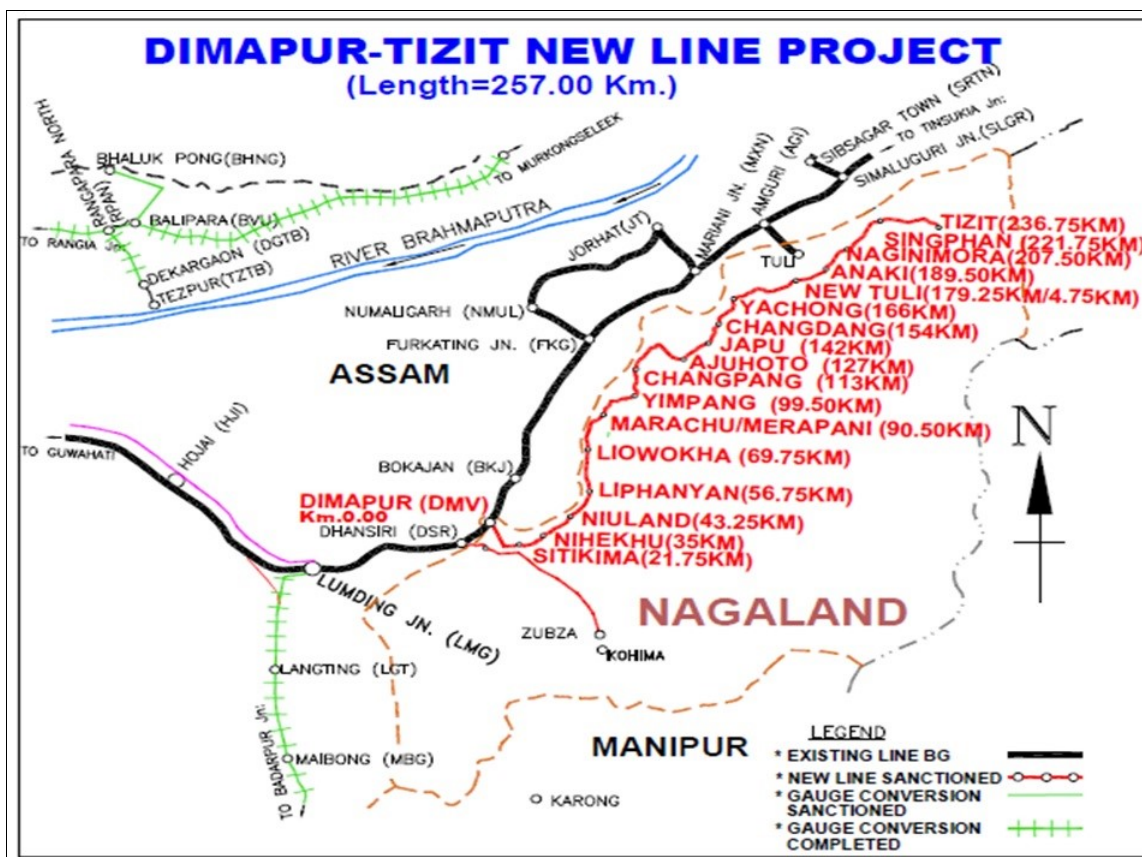 DIMAPUR-TIZIT NEW LINE PROJECT
(Length=257.00 Km.)
RANGAPARA NORTH
(RPAN)
BHALUK PONG(BHNG)
TO MURKONGSELEEK
BALIPARA (BVU)
TO RANGIA Jn:
DEKARGAON (DGTB)
TEZPUR(TZTB)
RIVER BRAHMAPUTRA
SIBSAGAR TOWN (SRTN)
TO TINSUKIA Jn:
SIMALUGURI JN.(SLGR)
AMGURI (AGI)
MARIANI JN. (MXN)
JORHAT(JT)
TULI
NUMALIGARH (NMUL)
FURKATING JN. (FKG)
ASSAM
TIZIT(236.75KM)
SINGPHAN (221.75KM)
NAGINIMORA(207.50KM)
ANAKI(189.50KM)
NEW TULI(179.25KM/4.75KM)
YACHONG(166KM)
CHANGDANG(154KM)
JAPU (142KM)
AJUHOTO (127KM)
CHANGPANG (113KM)
YIMPANG (99.50KM)
MARACHU/MERAPANI (90.50KM)
LIOWOKHA (69.75KM)
LIPHANYAN(56.75KM)
NIULAND(43.25KM)
NIHEKHU(35KM)
SITIKIMA(21.75KM)
N
TO GUWAHATI
HOJAI (HJI)
BOKAJAN (BKJ)
DIMAPUR (DMV)
Km.0.00
DHANSIRI (DSR)
LUMDING JN. (LMG)
NAGALAND
ZUBZA
KOHIMA
LANGTING (LGT)
MAIBONG (MBG)
TO BADARPUR Jn:
MANIPUR
KARONG
LEGEND
* EXISTING LINE BG
* NEW LINE SANCTIONED
* GAUGE CONVERSION
SANCTIONED
* GAUGE CONVERSION
COMPLETED